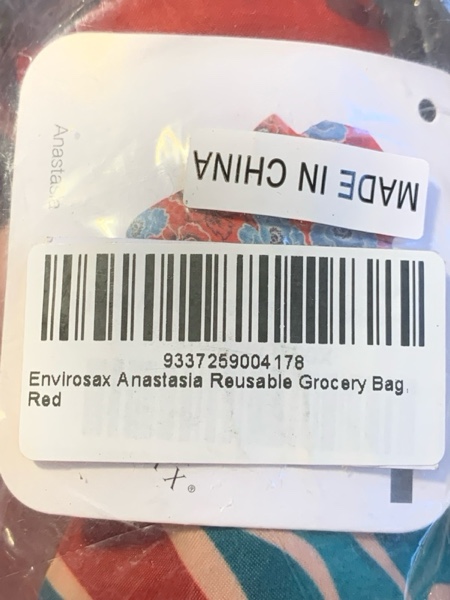 Anastasia
MADE IN CHINA
9337259004178
Envirosax Anastasia Reusable Grocery Bag,
Red